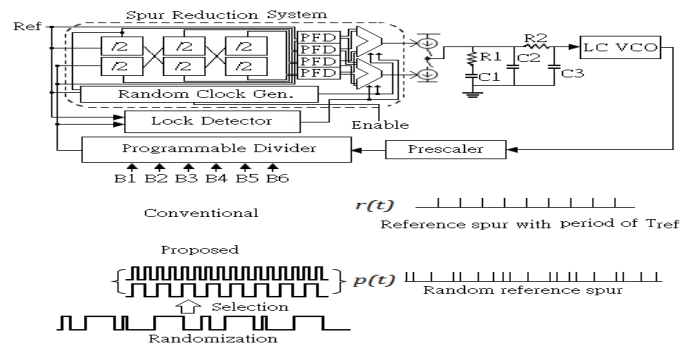 Spur Reduction System
Ref
/2 /2 /2
/2 /2 /2
PFD
PFD
PFD
PFD
Random Clock Gen.
Lock Detector
Enable
Programmable Divider
B1 B2 B3 B4 B5 B6
Prescaler
R1
C1
R2
C2
C3
LC VCO
Conventional
r(t)
Reference spur with period of Tref
Proposed
p(t)
Random reference spur
Selection
Randomization